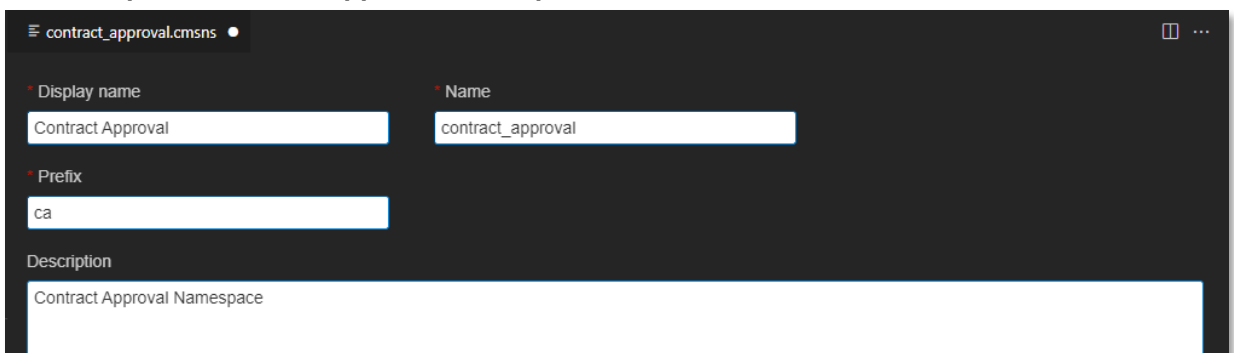 contract_approval.cmsns
* Display name * Name
Contract Approval contract_approval
* Prefix
ca
Description
Contract Approval Namespace